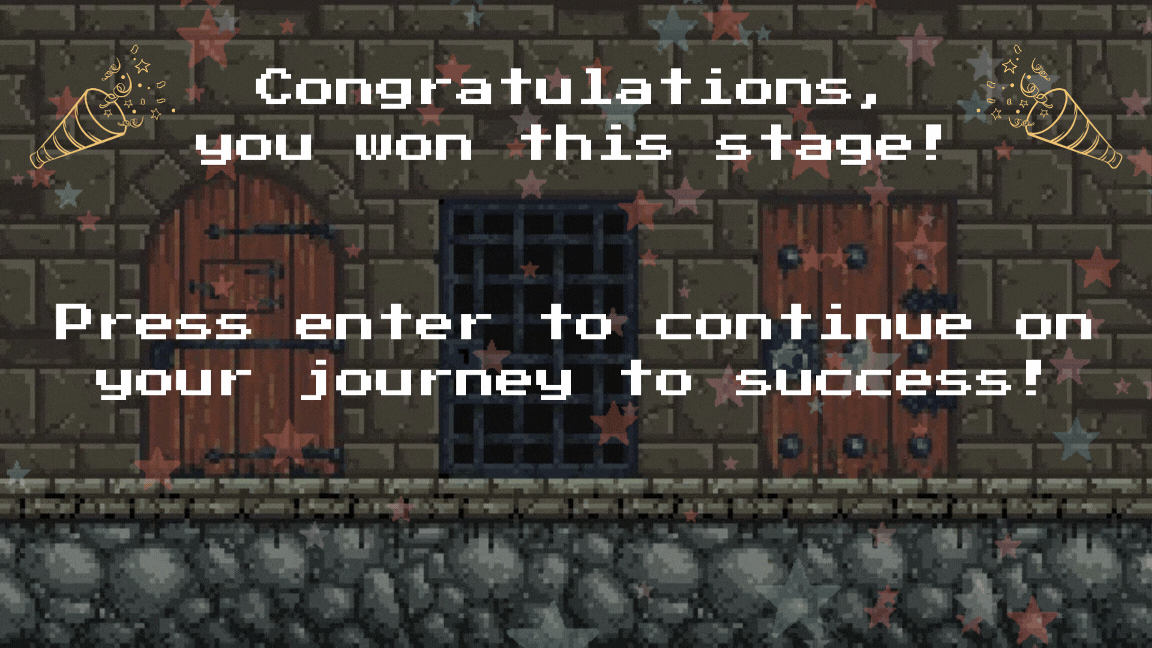 Congratulations,
you won this stage!
Press enter to continue on
your journey to success!